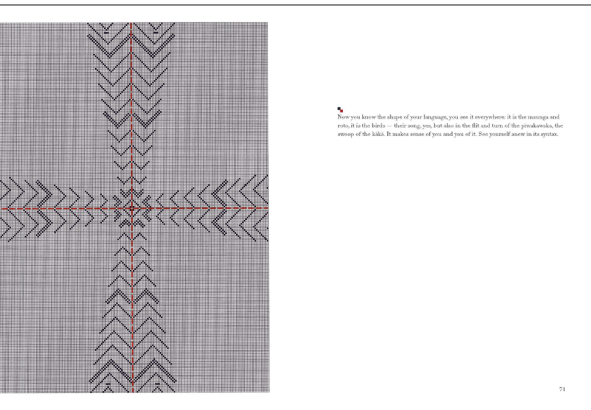 Now you know the shape of your language, you see it everywhere: it is the maunga and
roto, it is the birds — their song, yes, but also in the flit and turn of the pīwakawaka, the
sweep of the kākā. It makes sense of you and you of it. See yourself anew in its syntax.
71